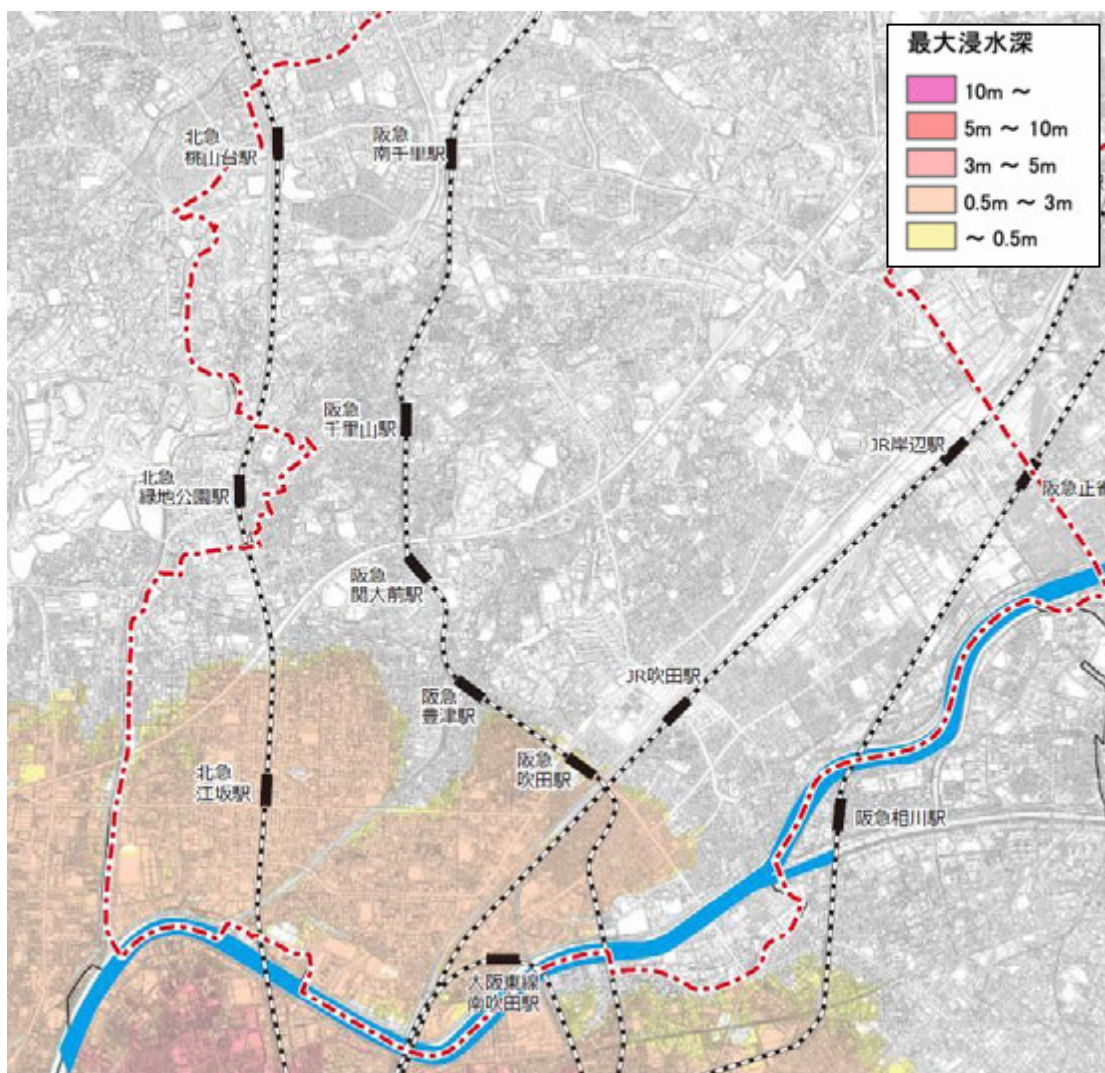 最大浸水深
10m ～
5m ～ 10m
3m ～ 5m
0.5m ～ 3m
～ 0.5m
北急
桃山台駅
阪急
南千里駅
阪急
千里山駅
JR岸辺駅
北急
緑地公園駅
阪急正雀
阪急
関大前駅
JR吹田駅
阪急
豊津駅
北急
江坂駅
阪急
吹田駅
阪急相川駅
大阪東線
南吹田駅